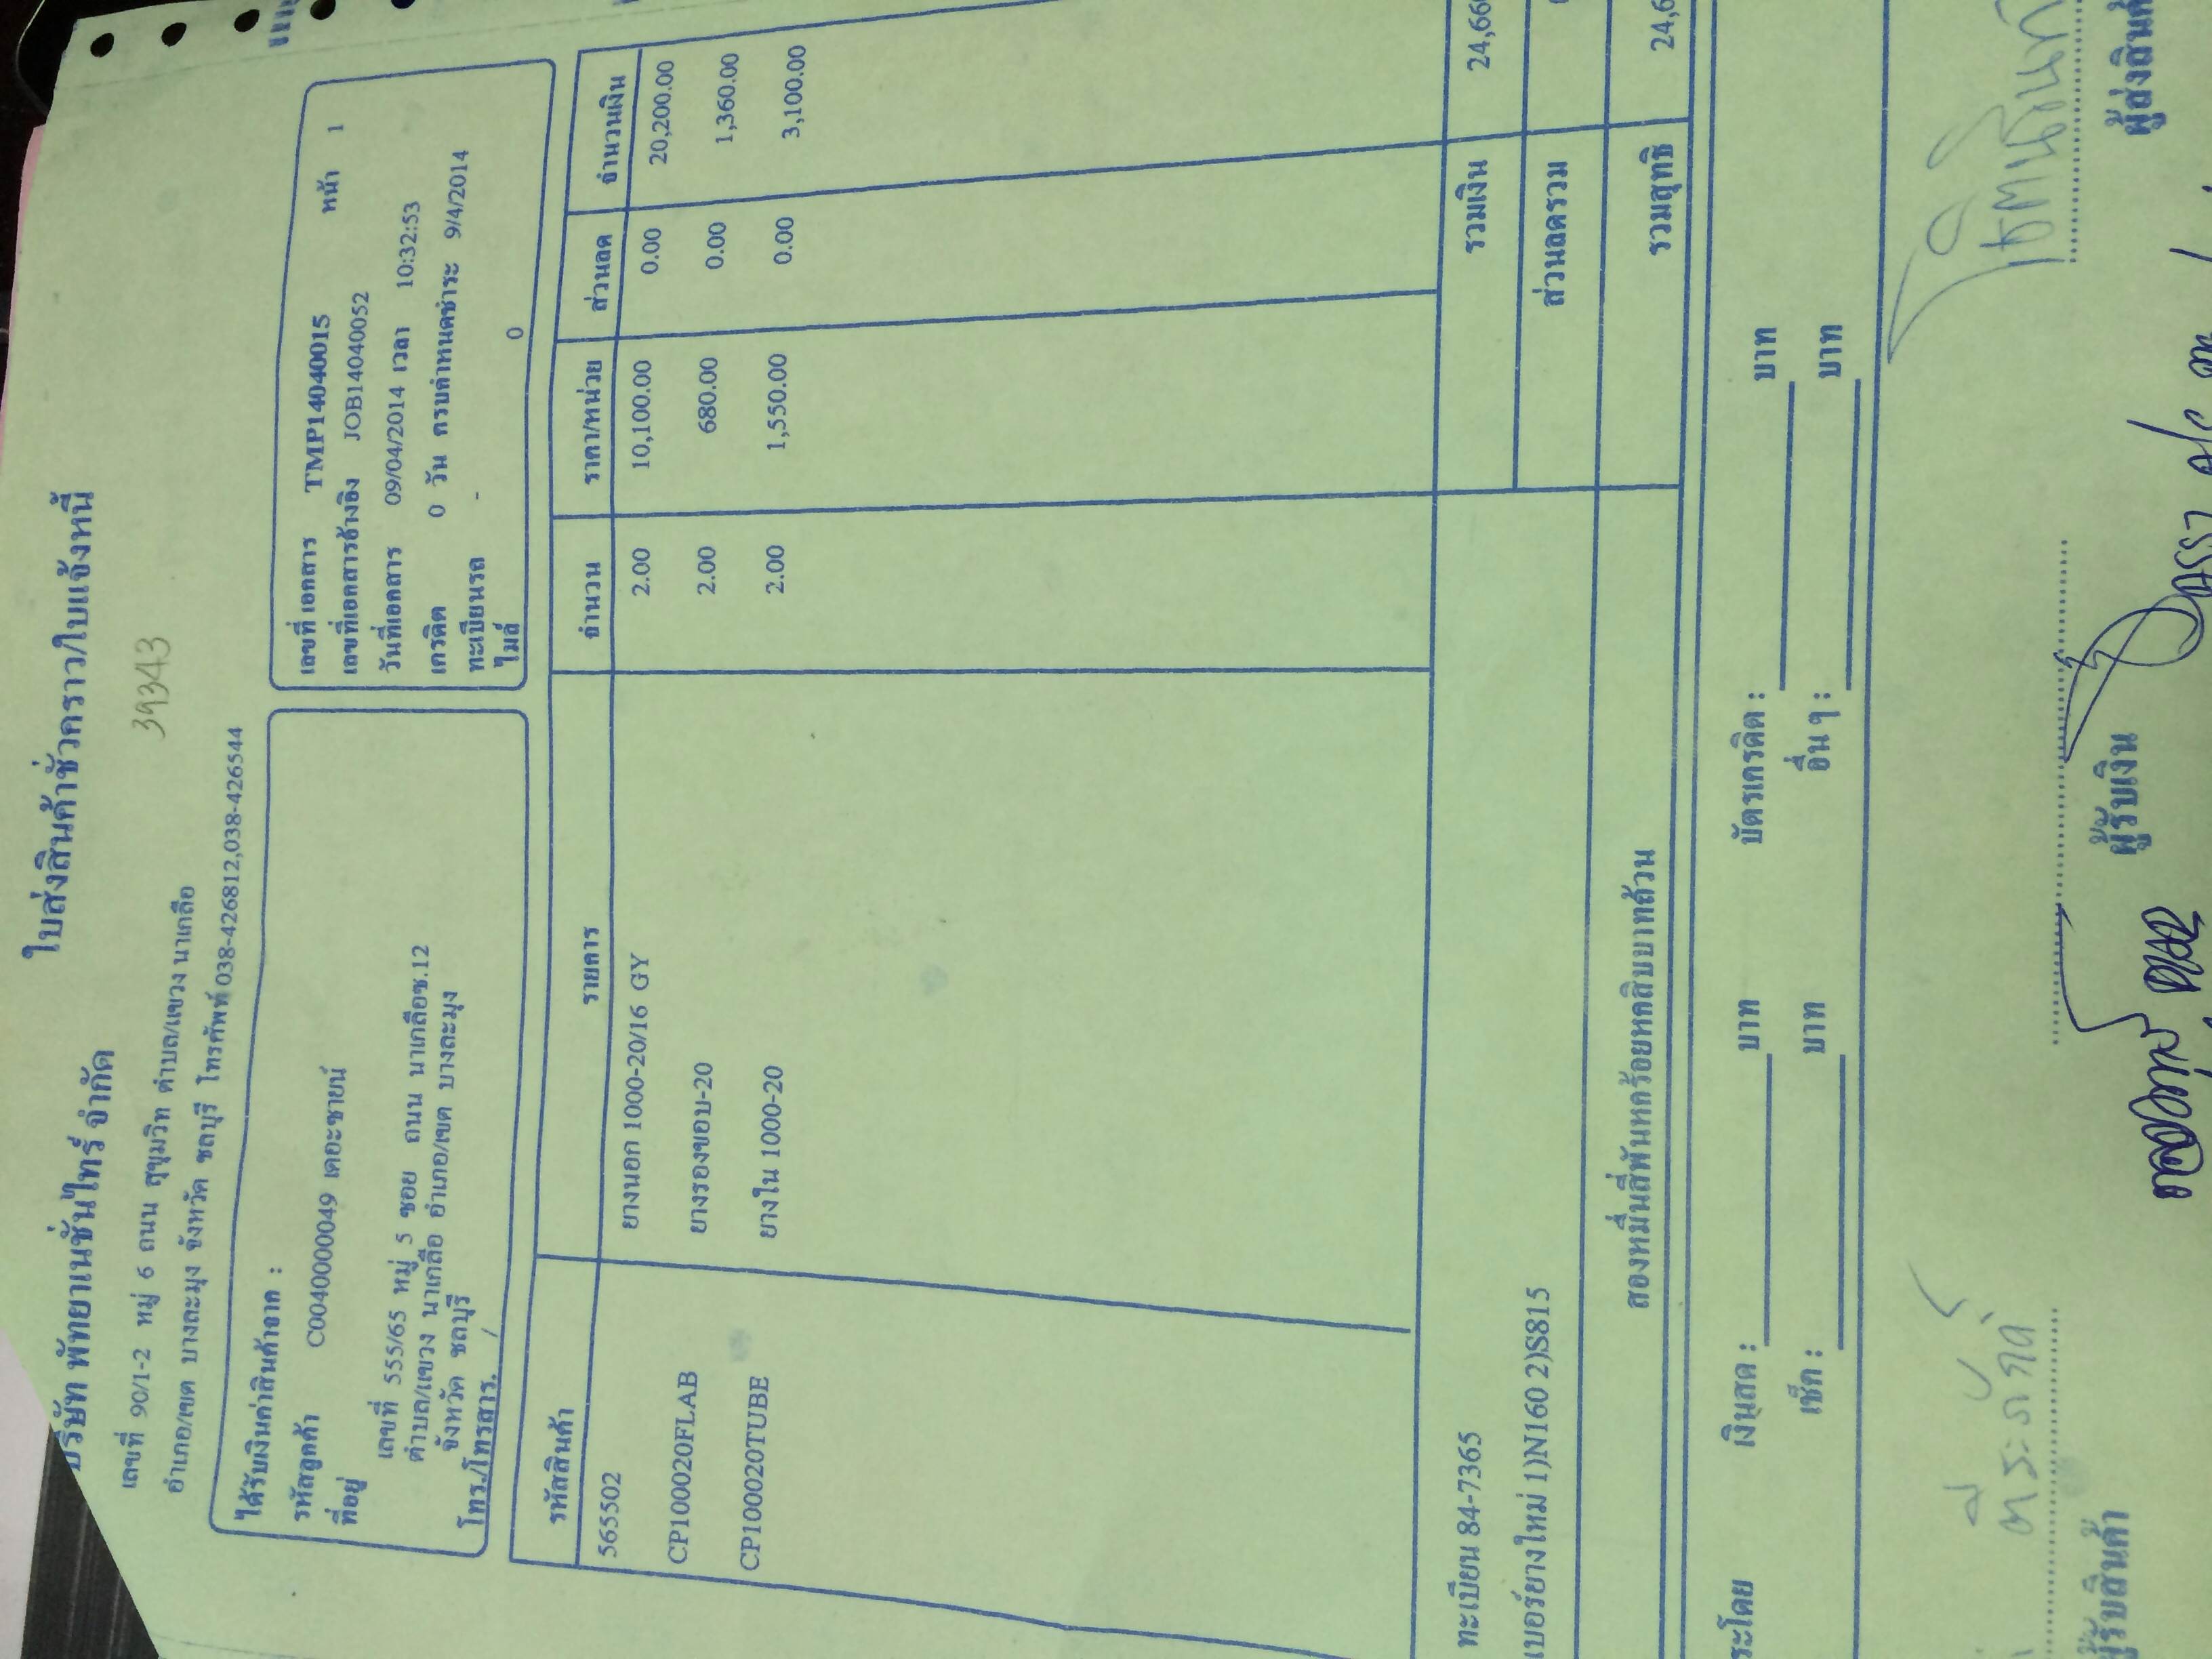 ใบส่งสินค้าชั่วคราว/ใบแจ้งหนี้
บริษัท พัทยาเนชั่นไทร์ จำกัด
39343
เลขที่ 90/1-2 หมู่ 6 ถนน สุขุมวิท ตำบล/แขวง นาเกลือ
อำเภอ/เขต บางละมุง จังหวัด ชลบุรี โทรศัพท์ 038-426812,038-426544
ได้รับเงินค่าสินค้าจาก :
รหัสลูกค้า C0040000049 เดอะซายน์
ที่อยู่
เลขที่ 555/65 หมู่ 5 ซอย ถนน นาเกลือซ.12
ตำบล/แขวง นาเกลือ อำเภอ/เขต บางละมุง
จังหวัด ชลบุรี
โทร./โทรสาร. /
เลขที่ เอกสาร TMP14040015 หน้า 1
เลขที่เอกสารอ้างอิง JOB14040052
วันที่เอกสาร 09/04/2014 เวลา 10:32:53
เครดิต 0 วัน ครบกำหนดชำระ 9/4/2014
ทะเบียนรถ -
ไมล์ 0
รหัสสินค้า รายการ จำนวน ราคา/หน่วย ส่วนลด จำนวนเงิน
565502 ยางนอก 1000-20/16 GY 2.00 10,100.00 0.00 20,200.00
CP100020FLAB ยางรองขอบ-20 2.00 680.00 0.00 1,360.00
CP100020TUBE ยางใน 1000-20 2.00 1,550.00 0.00 3,100.00
ทะเบียน 84-7365 รวมเงิน 24,66
เบอร์ยางใหม่ 1)N160 2)S815 ส่วนลดรวม
สองหมื่นสี่พันหกร้อยหกสิบบาทถ้วน รวมสุทธิ 24,6
ระโดย เงินสด : บาท บัตรเครดิต : บาท
เช็ค : บาท อื่น ๆ : บาท
ผู้รับสินค้า ผู้รับเงิน ผู้ส่งสินค้